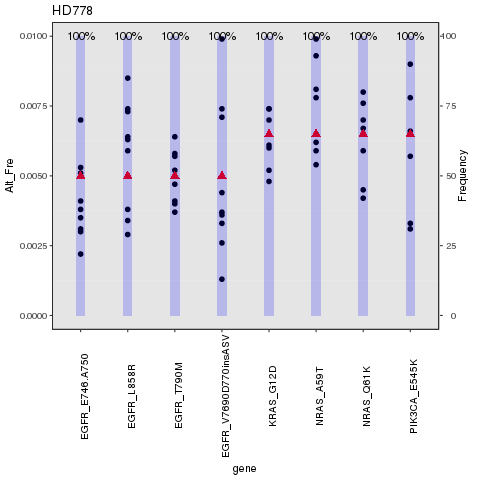 HD778
100% 100% 100% 100% 100% 100% 100% 100%
0.0100
0.0075
0.0050
0.0025
0.0000
Alt_Fre
100
75
50
25
0
Frequency
EGFR_E746.A750
EGFR_L858R
EGFR_T790M
EGFR_V7690D770insASV
KRAS_G12D
NRAS_A59T
NRAS_Q61K
PIK3CA_E545K
gene